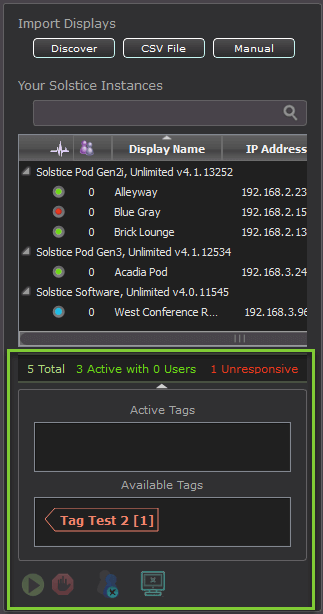 Import Displays
Discover CSV File Manual
Your Solstice Instances
Display Name IP Address
Solstice Pod Gen2i, Unlimited v4.1.13252
0 Alleyway 192.168.2.23
0 Blue Gray 192.168.2.15
0 Brick Lounge 192.168.2.13
Solstice Pod Gen3, Unlimited v4.1.12534
0 Acadia Pod 192.168.3.24
Solstice Software, Unlimited v4.0.11545
0 West Conference R... 192.168.3.96
5 Total 3 Active with 0 Users 1 Unresponsive
Active Tags
Available Tags
Tag Test 2 [1]